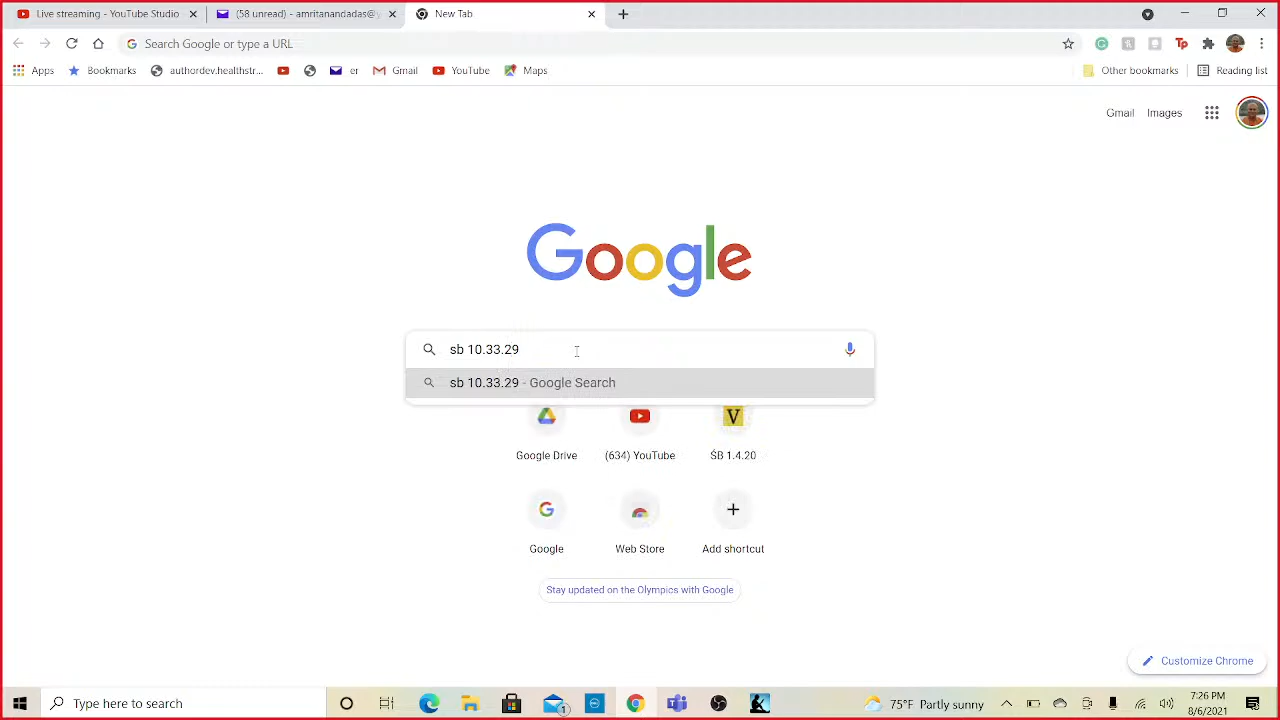 Live streaming - YouTube Studio
(58 unread) - amritanandadas@y
New Tab
Search Google or type a URL
Apps
Bookmarks
authordev.healthstr...
er
Gmail
YouTube
Maps
Other bookmarks
Reading list
Gmail
Images
Google
sb 10.33.29
sb 10.33.29 - Google Search
Google Drive
(634) YouTube
V
ŚB 1.4.20
Google
Web Store
Add shortcut
Stay updated on the Olympics with Google
Customize Chrome
Type here to search
1
75°F Partly sunny
7:26 PM
8/6/2021